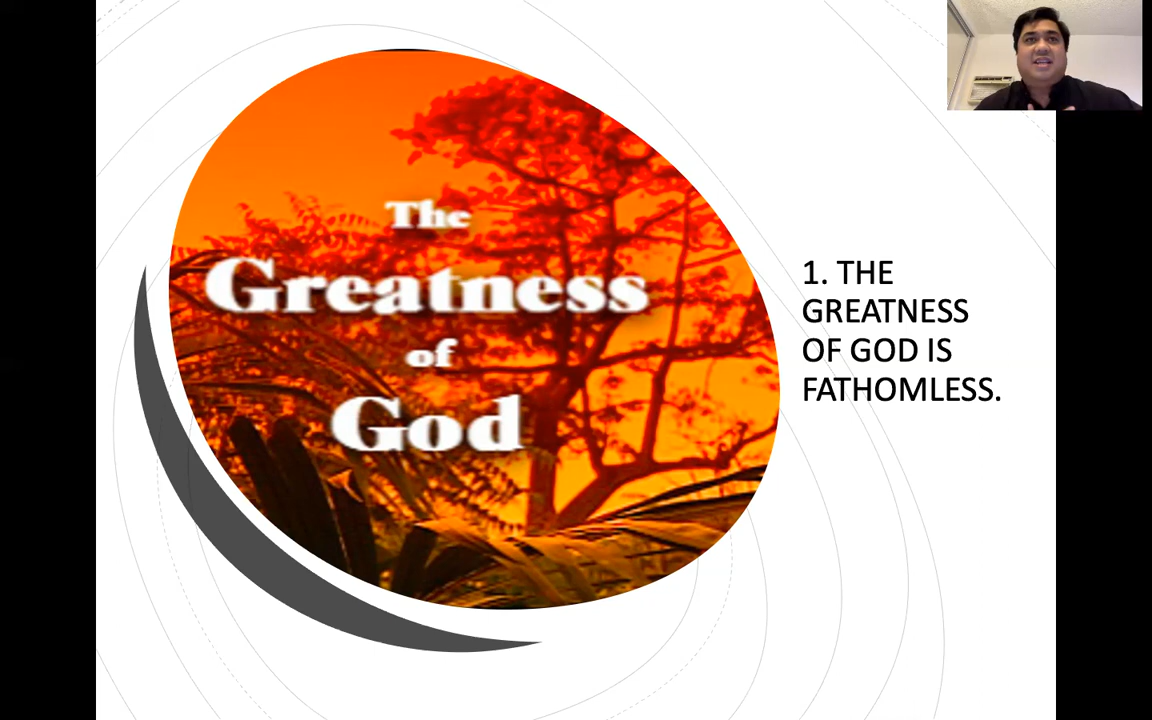 The
Greatness
of
God
1. THE
GREATNESS
OF GOD IS
FATHOMLESS.